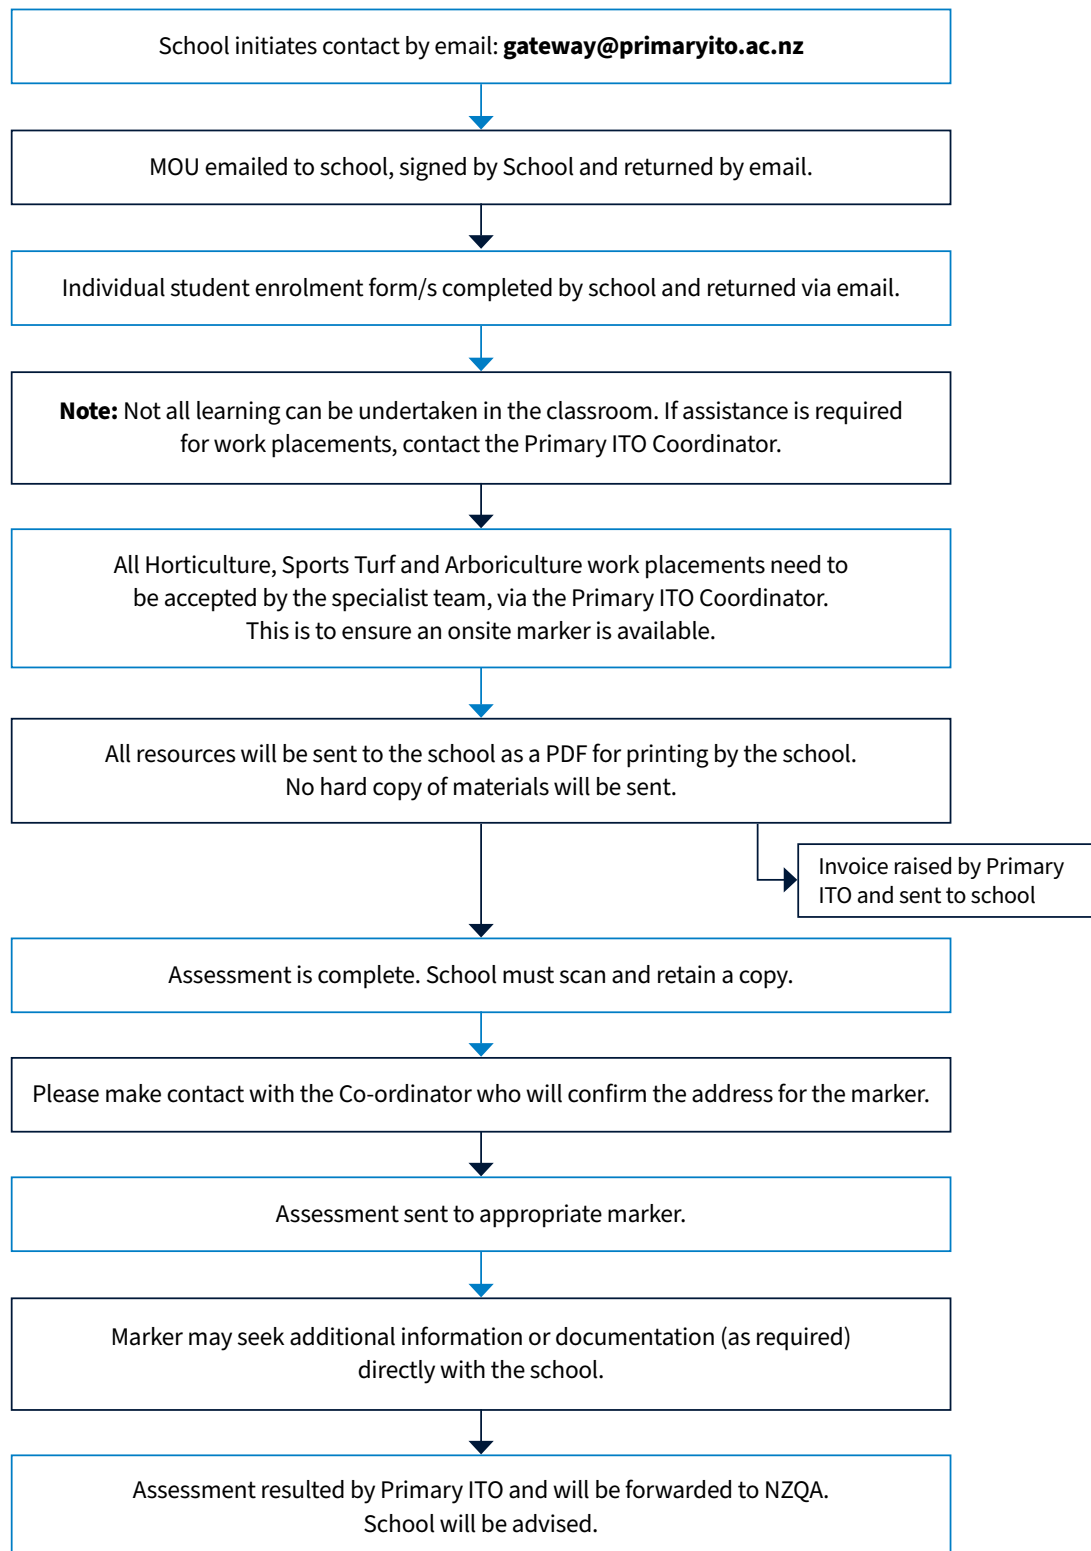 School initiates contact by email: gateway@primaryito.ac.nz
MOU emailed to school, signed by School and returned by email.
Individual student enrolment form/s completed by school and returned via email.
Note: Not all learning can be undertaken in the classroom. If assistance is required
for work placements, contact the Primary ITO Coordinator.
All Horticulture, Sports Turf and Arboriculture work placements need to
be accepted by the specialist team, via the Primary ITO Coordinator.
This is to ensure an onsite marker is available.
All resources will be sent to the school as a PDF for printing by the school.
No hard copy of materials will be sent.
Invoice raised by Primary
ITO and sent to school
Assessment is complete. School must scan and retain a copy.
Please make contact with the Co-ordinator who will confirm the address for the marker.
Assessment sent to appropriate marker.
Marker may seek additional information or documentation (as required)
directly with the school.
Assessment resulted by Primary ITO and will be forwarded to NZQA.
School will be advised.